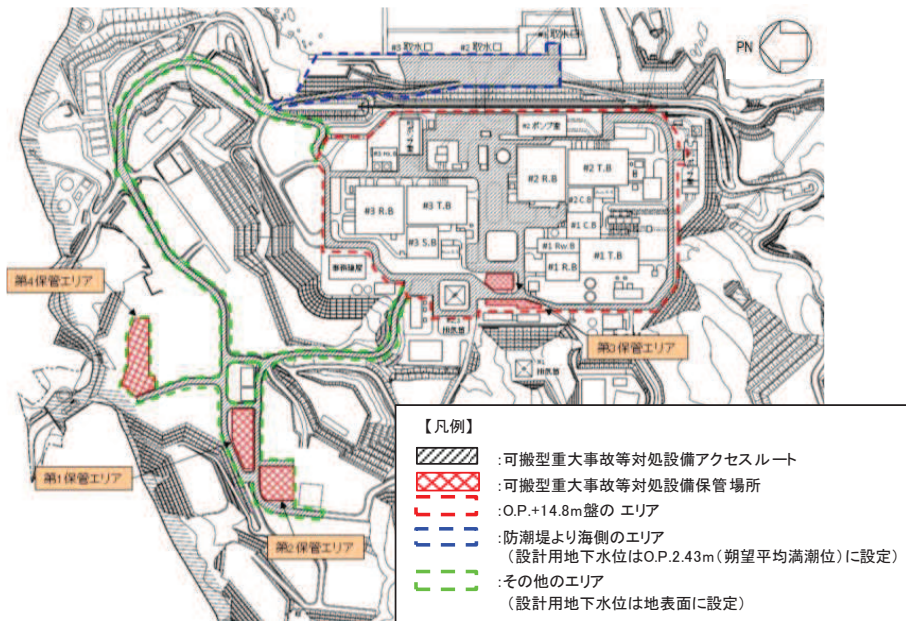 #3 取水口
#2 取水口
#1 取水口
PN
#2 ポンプ室
#3 R.B
#3 T.B
#3 S.B
#2 R.B
#2 T.B
#2 C.B
#1 C.B
#1 Rw.B
#1 R.B
#1 T.B
事務建屋
排気筒
排気筒
第4保管エリア
第3保管エリア
第1保管エリア
第2保管エリア
【凡例】
:可搬型重大事故等対処設備アクセスルート
:可搬型重大事故等対処設備保管場所
:O.P.+14.8m盤の エリア
:防潮堤より海側のエリア
(設計用地下水位はO.P.2.43m(朔望平均満潮位)に設定)
:その他のエリア
(設計用地下水位は地表面に設定)